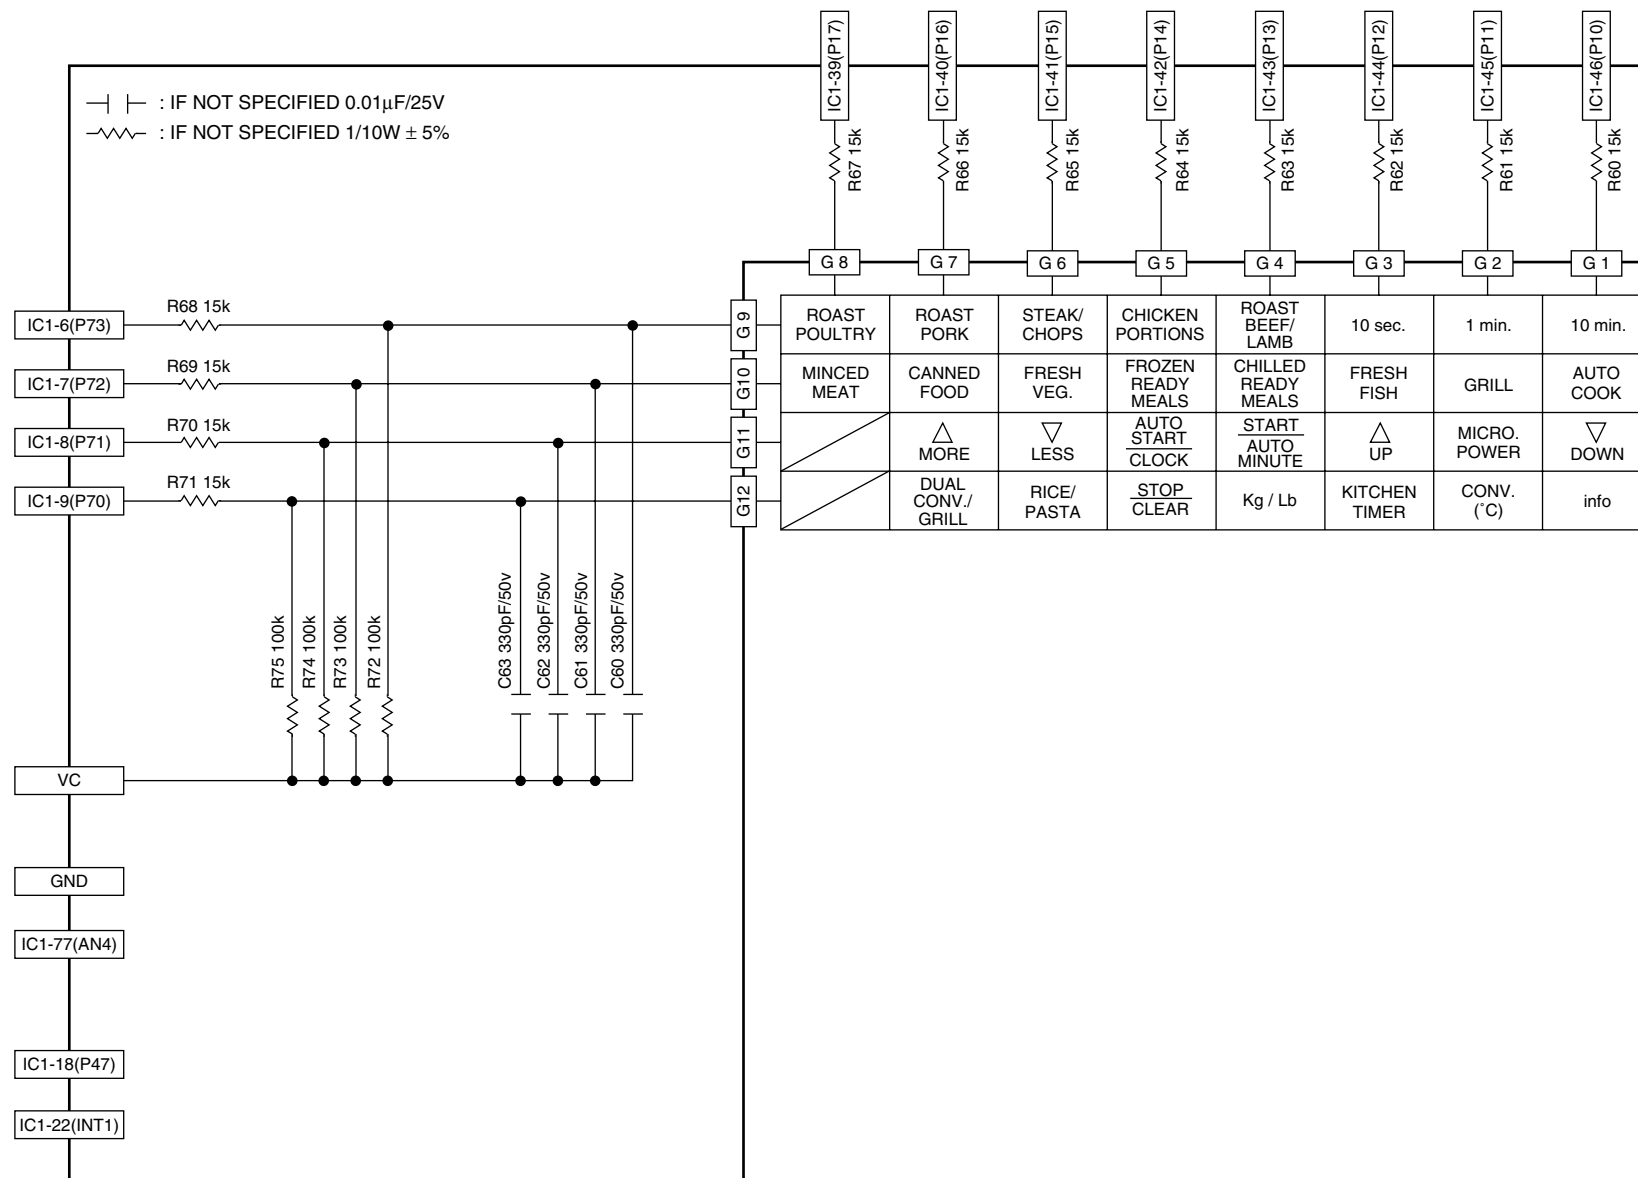 IC1-39(P17)
IC1-40(P16)
IC1-41(P15)
IC1-42(P14)
IC1-43(P13)
IC1-44(P12)
IC1-45(P11)
IC1-46(P10)
: IF NOT SPECIFIED 0.01µF/25V
: IF NOT SPECIFIED 1/10W ± 5%
R67 15k
R66 15k
R65 15k
R64 15k
R63 15k
R62 15k
R61 15k
R60 15k
G 8
G 7
G 6
G 5
G 4
G 3
G 2
G 1
IC1-6(P73)
R68 15k
G 9
ROAST
POULTRY
ROAST
PORK
STEAK/
CHOPS
CHICKEN
PORTIONS
ROAST
BEEF/
LAMB
10 sec.
1 min.
10 min.
IC1-7(P72)
R69 15k
G10
MINCED
MEAT
CANNED
FOOD
FRESH
VEG.
FROZEN
READY
MEALS
CHILLED
READY
MEALS
FRESH
FISH
GRILL
AUTO
COOK
IC1-8(P71)
R70 15k
G11
MORE
LESS
AUTO
START
CLOCK
START
AUTO
MINUTE
UP
MICRO.
POWER
DOWN
IC1-9(P70)
R71 15k
G12
DUAL
CONV./
GRILL
RICE/
PASTA
STOP
CLEAR
Kg / Lb
KITCHEN
TIMER
CONV.
(˚C)
info
R75 100k
R74 100k
R73 100k
R72 100k
C63 330pF/50v
C62 330pF/50v
C61 330pF/50v
C60 330pF/50v
VC
GND
IC1-77(AN4)
IC1-18(P47)
IC1-22(INT1)